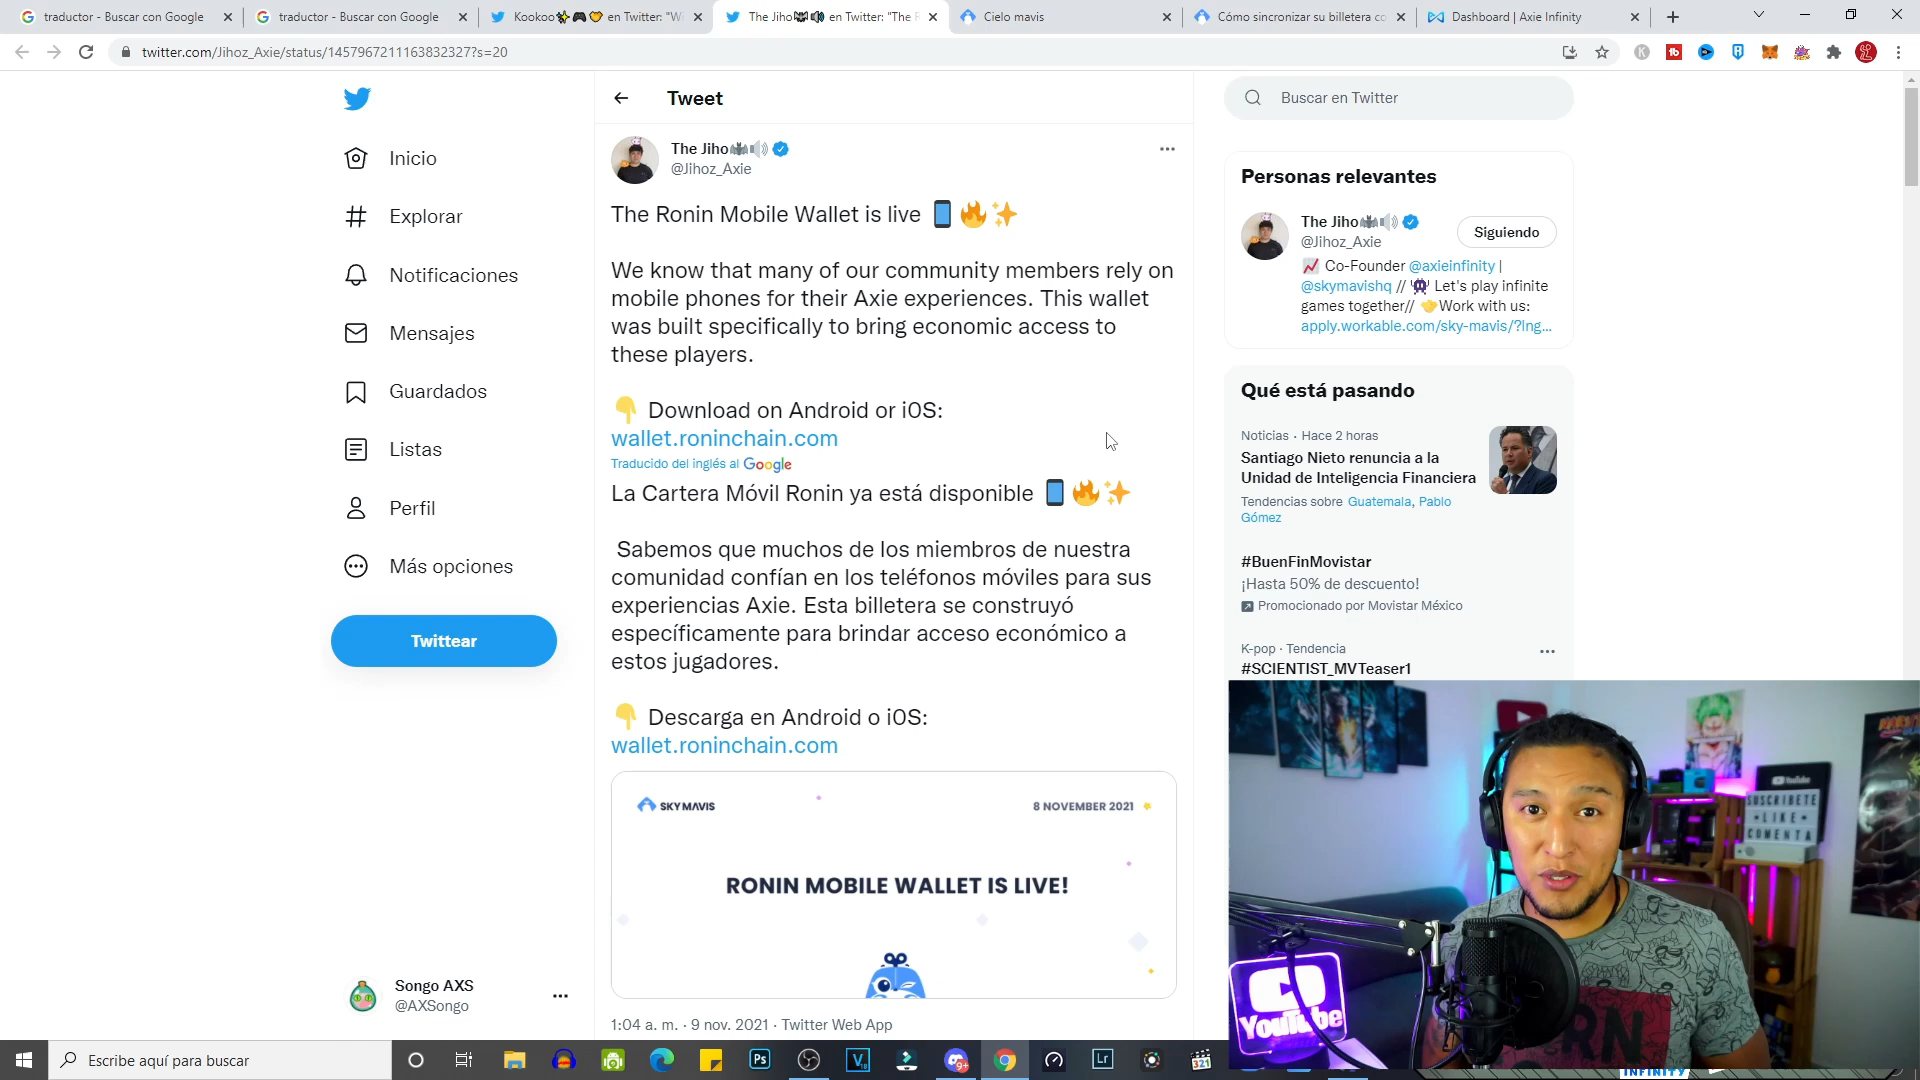 traductor - Buscar con Google
traductor - Buscar con Google
Kookoo en Twitter: "W
The Jiho en Twitter: "The R
Cielo mavis
Cómo sincronizar su billetera co
Dashboard | Axie Infinity
twitter.com/Jihoz_Axie/status/1457967211163832327?s=20
Inicio
Explorar
Notificaciones
Mensajes
Guardados
Listas
Perfil
Más opciones
Twittear
Songo AXS
@AXSongo
Tweet
The Jiho
@Jihoz_Axie
The Ronin Mobile Wallet is live 📱🔥✨
We know that many of our community members rely on
mobile phones for their Axie experiences. This wallet
was built specifically to bring economic access to
these players.
👇 Download on Android or iOS:
wallet.roninchain.com
Traducido del inglés al Google
La Cartera Móvil Ronin ya está disponible 📱🔥✨
Sabemos que muchos de los miembros de nuestra
comunidad confían en los teléfonos móviles para sus
experiencias Axie. Esta billetera se construyó
específicamente para brindar acceso económico a
estos jugadores.
👇 Descarga en Android o iOS:
wallet.roninchain.com
SKY MAVIS
8 NOVEMBER 2021
RONIN MOBILE WALLET IS LIVE!
1:04 a. m. · 9 nov. 2021 · Twitter Web App
Buscar en Twitter
Personas relevantes
The Jiho
@Jihoz_Axie
Siguiendo
Co-Founder @axieinfinity |
@skymavishq // Let's play infinite
games together// Work with us:
apply.workable.com/sky-mavis/?lng...
Qué está pasando
Noticias · Hace 2 horas
Santiago Nieto renuncia a la
Unidad de Inteligencia Financiera
Tendencias sobre Guatemala, Pablo
Gómez
#BuenFinMovistar
¡Hasta 50% de descuento!
Promocionado por Movistar México
K-pop · Tendencia
#SCIENTIST_MVTeaser1
YouTube
SUSCRIBETE
LIKE
COMENTA
YouTube
Escribe aquí para buscar
Ps
Lr
321
INFINITY